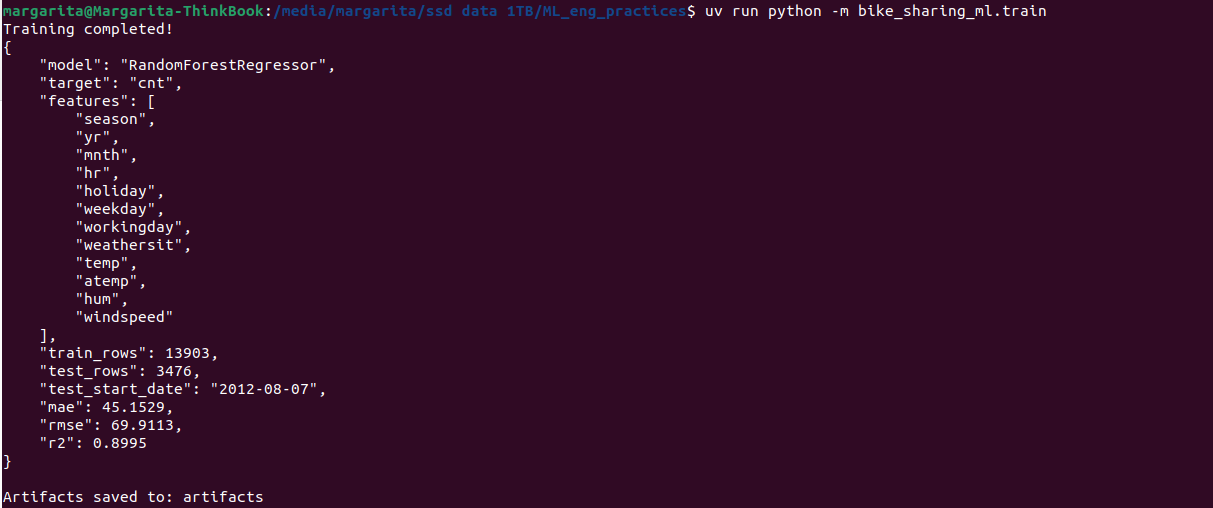 margarita@Margarita-ThinkBook:/media/margarita/ssd data 1TB/ML_eng_practices$ uv run python -m bike_sharing_ml.train
Training completed!
{
    "model": "RandomForestRegressor",
    "target": "cnt",
    "features": [
        "season",
        "yr",
        "mnth",
        "hr",
        "holiday",
        "weekday",
        "workingday",
        "weathersit",
        "temp",
        "atemp",
        "hum",
        "windspeed"
    ],
    "train_rows": 13903,
    "test_rows": 3476,
    "test_start_date": "2012-08-07",
    "mae": 45.1529,
    "rmse": 69.9113,
    "r2": 0.8995
}

Artifacts saved to: artifacts